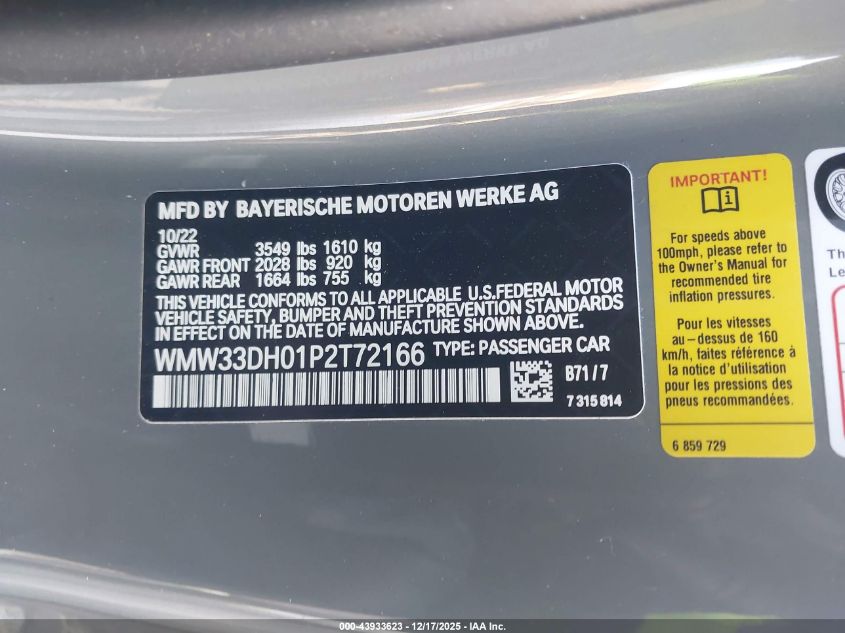 MFD BY BAYERISCHE MOTOREN WERKE AG
10/22
GVWR 3549 lbs 1610 kg
GAWR FRONT 2028 lbs 920 kg
GAWR REAR 1664 lbs 755 kg
THIS VEHICLE CONFORMS TO ALL APPLICABLE U.S.FEDERAL MOTOR
VEHICLE SAFETY, BUMPER AND THEFT PREVENTION STANDARDS
IN EFFECT ON THE DATE OF MANUFACTURE SHOWN ABOVE.
WMW33DH01P2T72166 TYPE: PASSENGER CAR
B71/7
7315814
IMPORTANT!
For speeds above
100mph, please refer to
the Owner's Manual for
recommended tire
inflation pressures.
Pour les vitesses
au-dessus de 160
km/h, faites référence à
la notice d'utilisation
pour les pressions des
pneus recommandées.
6 859 729
Th
Le
000-43933623 - 12/17/2025 - IAA Inc.